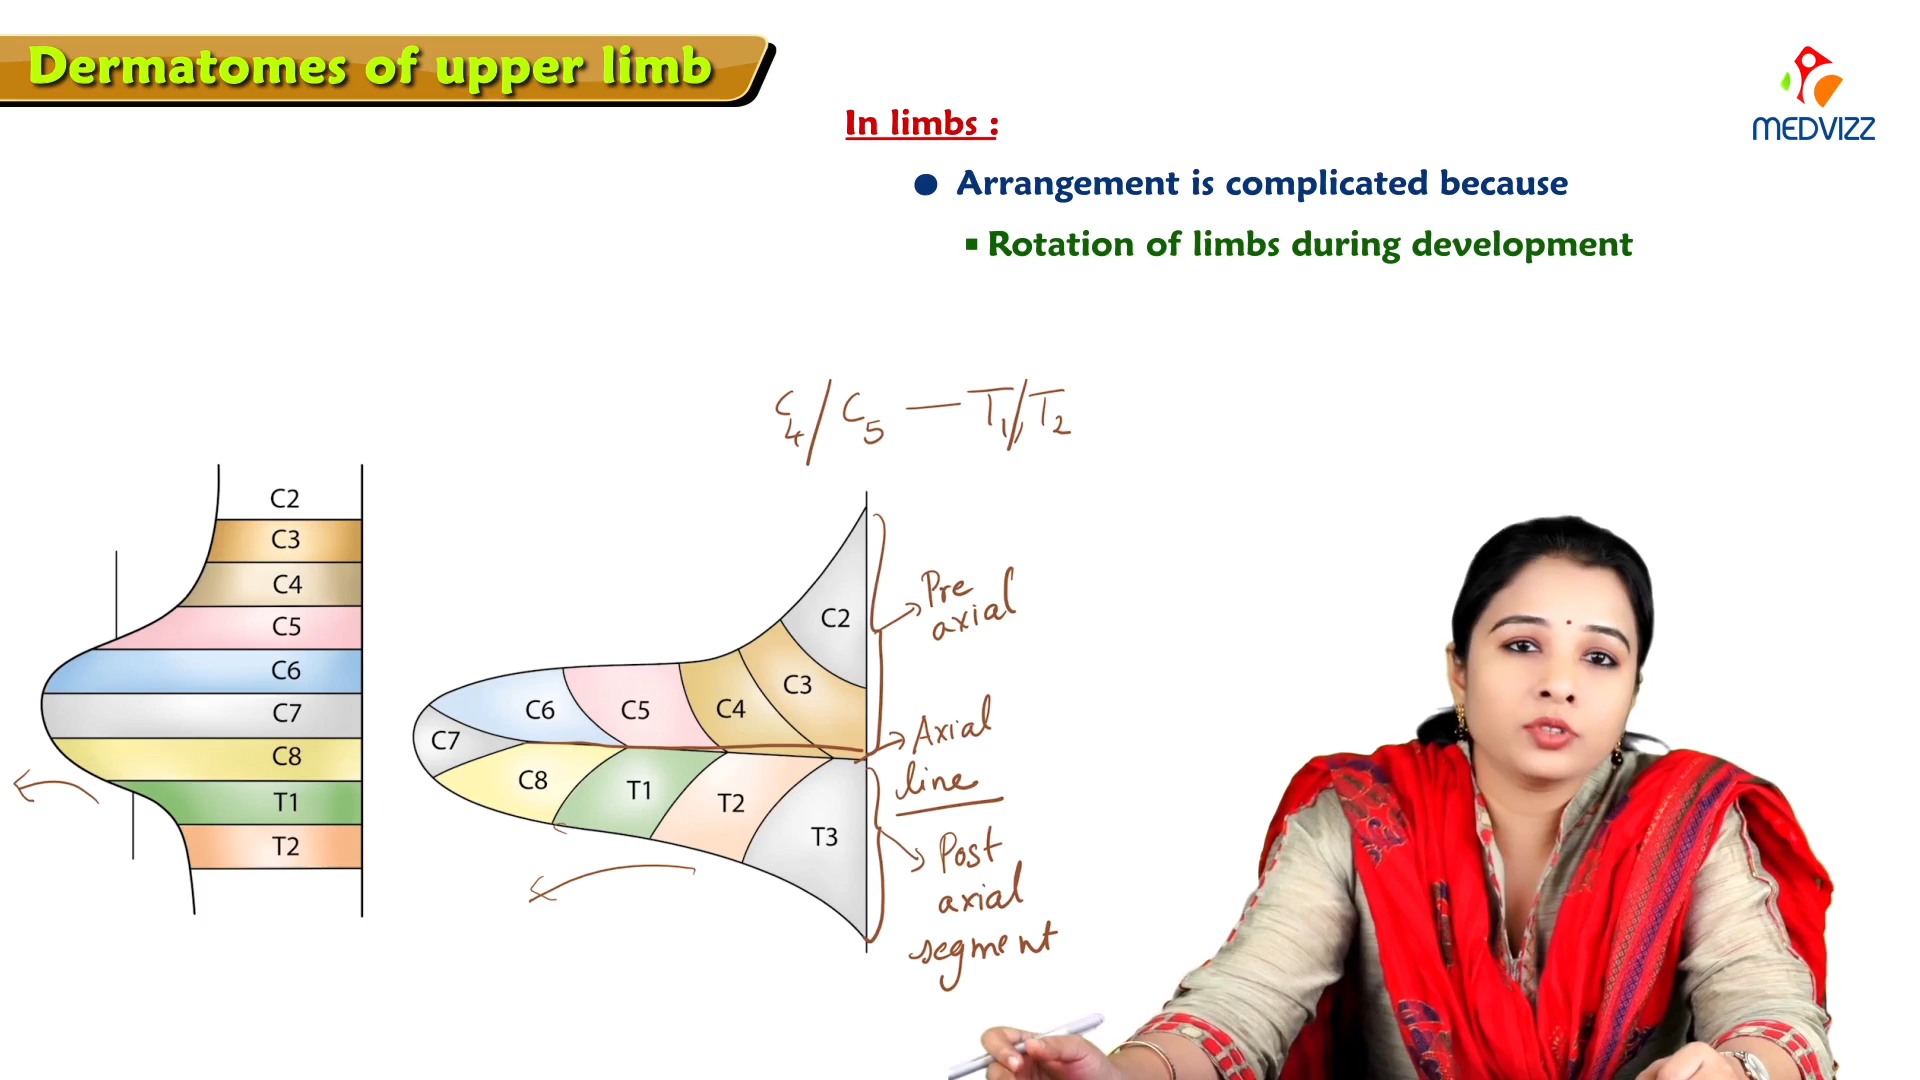 Dermatomes of upper limb
MEDVIZZ
In limbs :
Arrangement is complicated because
Rotation of limbs during development
C4/C5 — T1/T2
C2
C3
C4
C5
C6
C7
C8
T1
T2
C2
C3
C4
C5
C6
C7
C8
T1
T2
T3
Pre
axial
Axial
line
Post
axial
segment